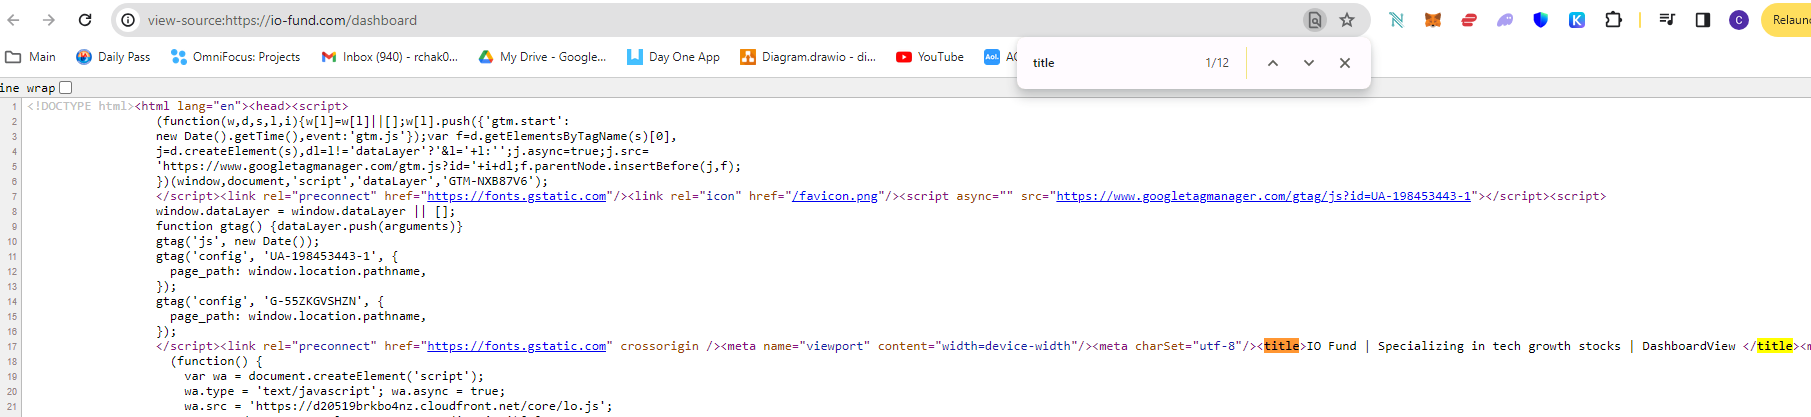 view-source:https://io-fund.com/dashboard
Relaun
Main
Daily Pass
OmniFocus: Projects
Inbox (940) - rchak0...
My Drive - Google...
Day One App
Diagram.drawio - di...
YouTube
Aol.
AO
title
1/12
ine wrap
1 <!DOCTYPE html><html lang="en"><head><script>
2 (function(w,d,s,l,i){w[l]=w[l]||[];w[l].push({'gtm.start':
3 new Date().getTime(),event:'gtm.js'});var f=d.getElementsByTagName(s)[0],
4 j=d.createElement(s),dl=l!='dataLayer'?'&l='+l:'';j.async=true;j.src=
5 'https://www.googletagmanager.com/gtm.js?id='+i+dl;f.parentNode.insertBefore(j,f);
6 })(window,document,'script','dataLayer','GTM-NXB87V6');
7 </script><link rel="preconnect" href="https://fonts.gstatic.com"/><link rel="icon" href="/favicon.png"/><script async="" src="https://www.googletagmanager.com/gtag/js?id=UA-198453443-1"></script><script>
8 window.dataLayer = window.dataLayer || [];
9 function gtag() {dataLayer.push(arguments)}
10 gtag('js', new Date());
11 gtag('config', 'UA-198453443-1', {
12 page_path: window.location.pathname,
13 });
14 gtag('config', 'G-55ZKGVSHZN', {
15 page_path: window.location.pathname,
16 });
17 </script><link rel="preconnect" href="https://fonts.gstatic.com" crossorigin /><meta name="viewport" content="width=device-width"/><meta charSet="utf-8"/><title>IO Fund | Specializing in tech growth stocks | DashboardView </title><m
18 (function() {
19 var wa = document.createElement('script');
20 wa.type = 'text/javascript'; wa.async = true;
21 wa.src = 'https://d20519brkbo4nz.cloudfront.net/core/lo.js';